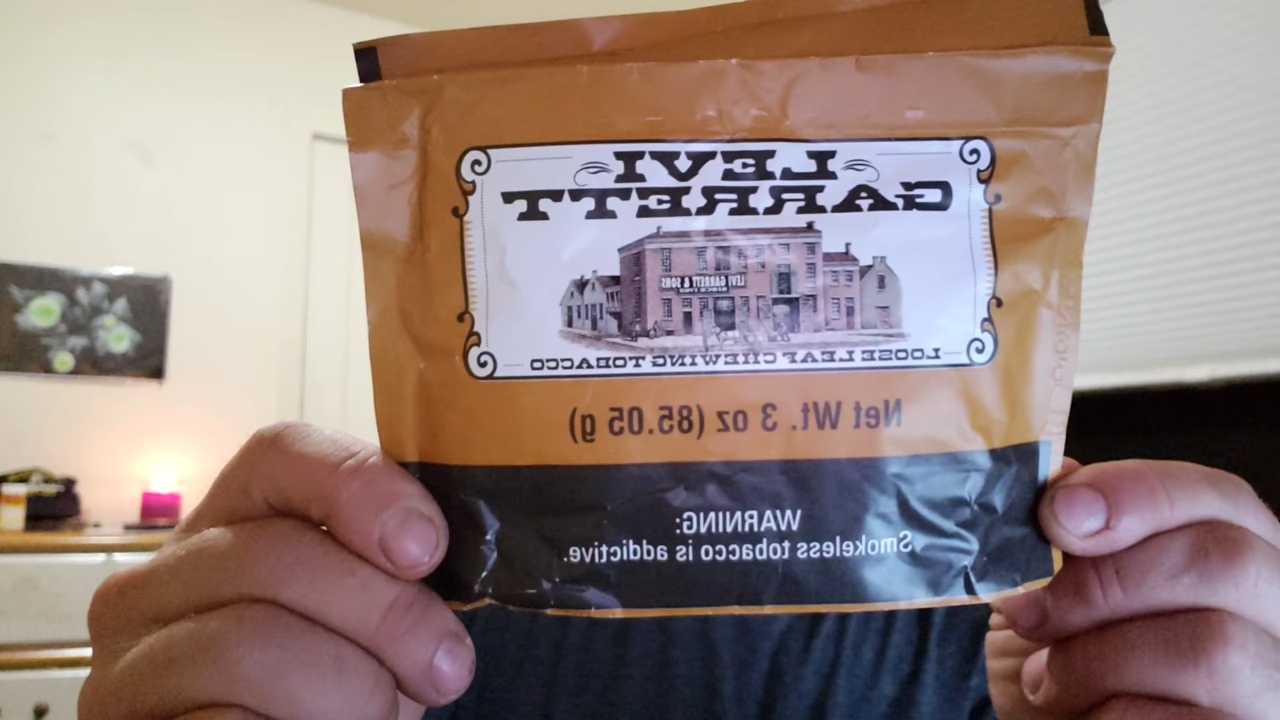 LEVI
GARRETT
LEVI GARRETT & SONS
LOOSE LEAF CHEWING TOBACCO
Net Wt. 3 oz (85.05 g)
WARNING:
Smokeless tobacco is addictive.